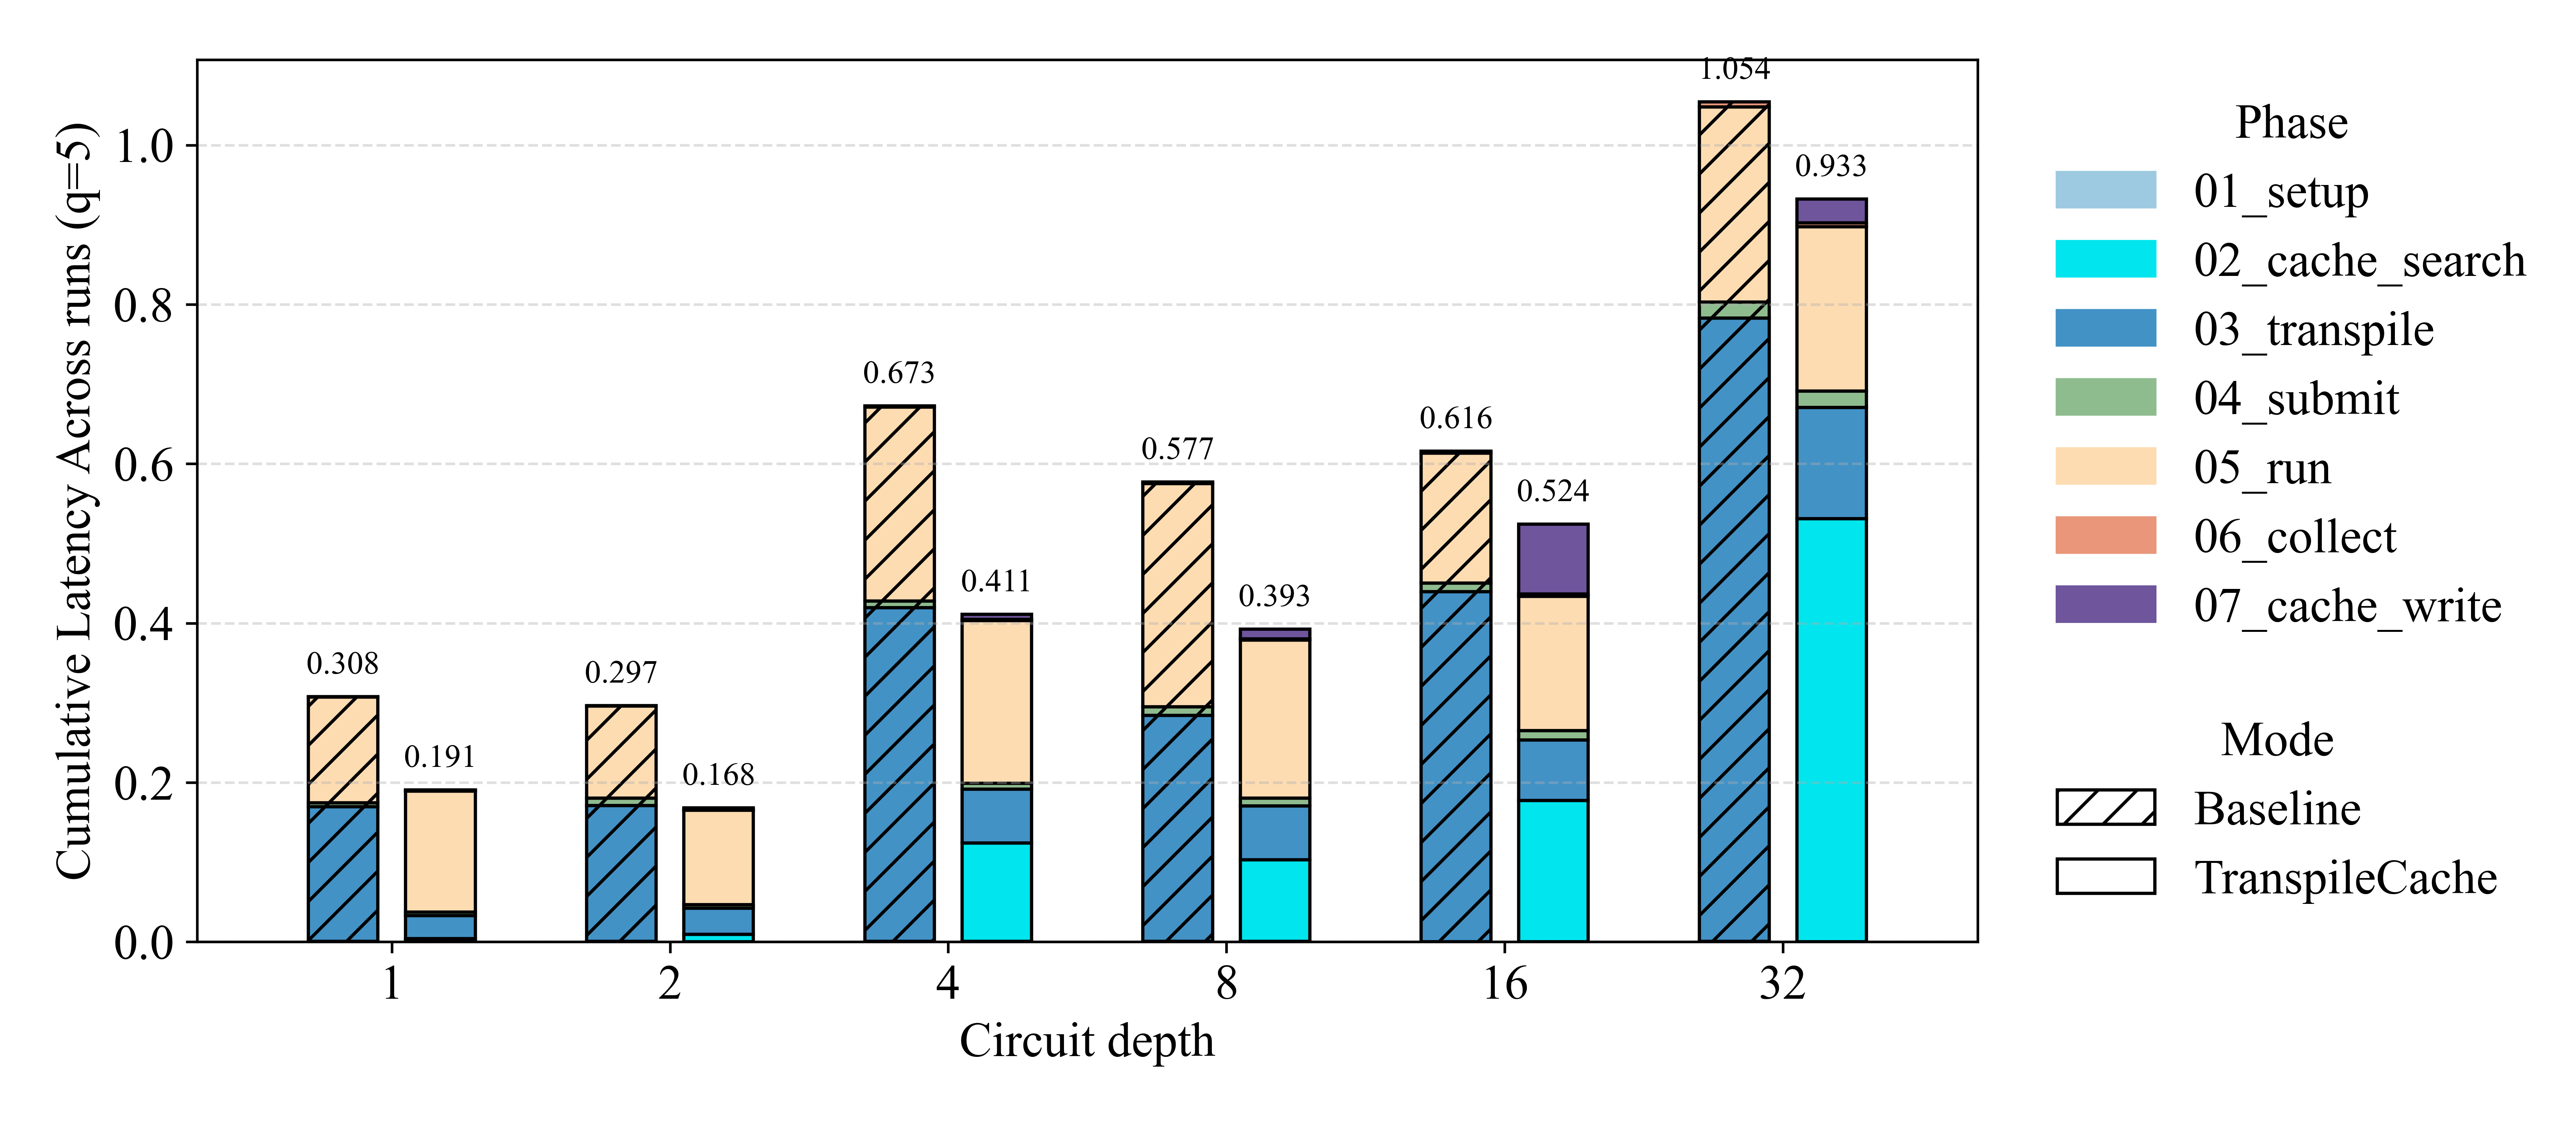 Cumulative Latency Across runs (q=5)
1.0
0.8
0.6
0.4
0.2
0.0
0.308
0.191
0.297
0.168
0.673
0.411
0.577
0.393
0.616
0.524
1.054
0.933
1
2
4
8
16
32
Circuit depth
Phase
01_setup
02_cache_search
03_transpile
04_submit
05_run
06_collect
07_cache_write
Mode
Baseline
TranspileCache